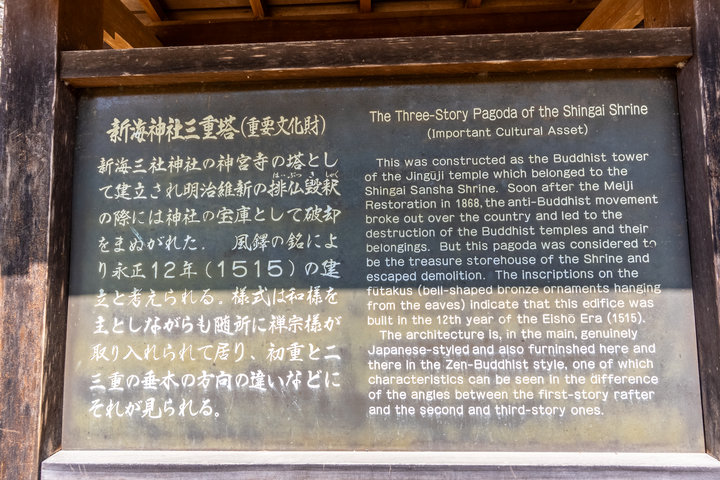 新海神社三重塔(重要文化財)
新海三社神社の神宮寺の塔とし
て建立され明治維新の排仏毀釈
はいぶつきしゃく
の際には神社の宝庫として破却
をまぬがれた. 風鐸の銘によ
り永正12年(1515)の建
立と考えられる。様式は和様を
主としながらも随所に禅宗様が
取り入れられて居り、初重と二
三重の垂木の方向の違いなどに
それが見られる。
The Three-Story Pagoda of the Shingai Shrine
(Important Cultural Asset)
This was constructed as the Buddhist tower
of the Jingūji temple which belonged to the
Shingai Sansha Shrine. Soon after the Meiji
Restoration in 1868, the anti-Buddhist movement
broke out over the country and led to the
destruction of the Buddhist temples and their
belongings. But this pagoda was considered to
be the treasure storehouse of the Shrine and
escaped demolition. The inscriptions on the
fūtakus (bell-shaped bronze ornaments hanging
from the eaves) indicate that this edifice was
built in the 12th year of the Eishō Era (1515).
The architecture is, in the main, genuinely
Japanese-styled and also furninshed here and
there in the Zen-Buddhist style, one of which
characteristics can be seen in the difference
of the angles between the first-story rafter
and the second and third-story ones.